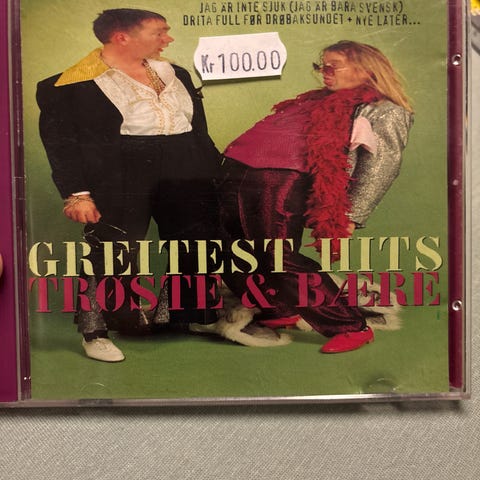 JAG ÄR INTE SJUK (JAG ÄR BARA SVENSK)
DRITA FULL FØR DRØBAKSUNDET + NYE LÅTER...
Kr 100.00
GREITEST HITS
TRØSTE & BÆRE